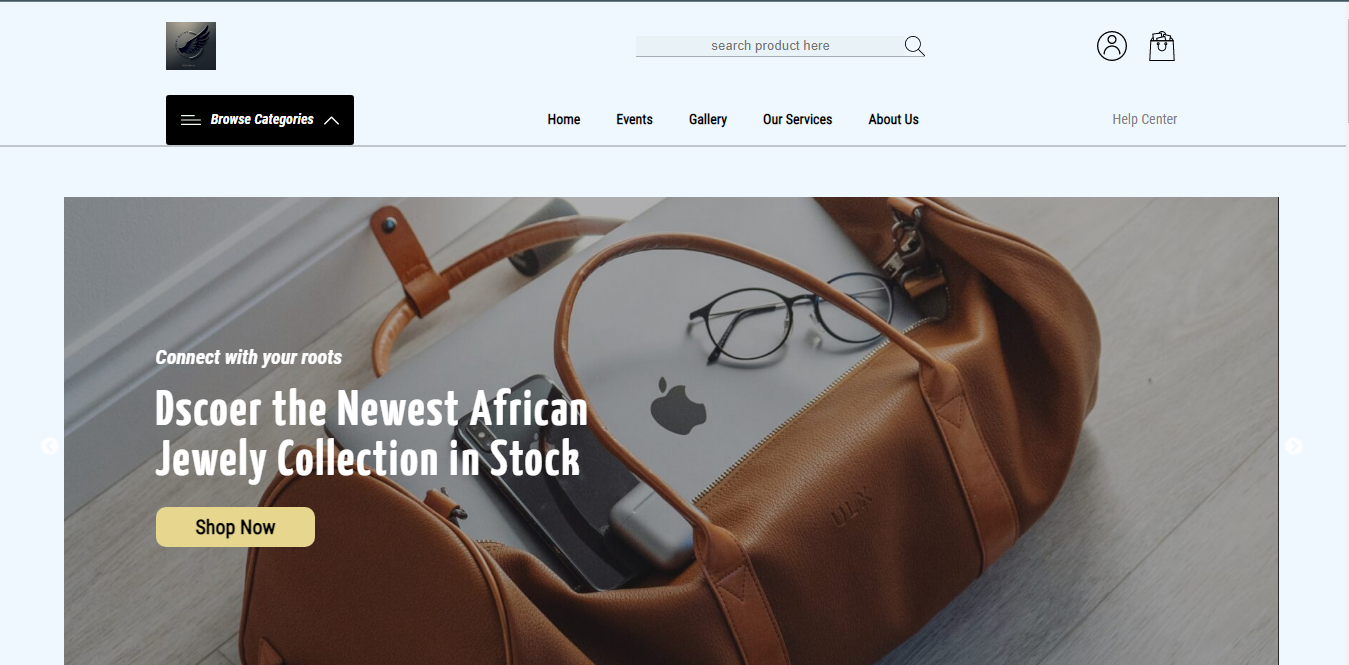 search product here
Browse Categories
Home
Events
Gallery
Our Services
About Us
Help Center
Connect with your roots
Dscoer the Newest African
Jewely Collection in Stock
Shop Now
ULX